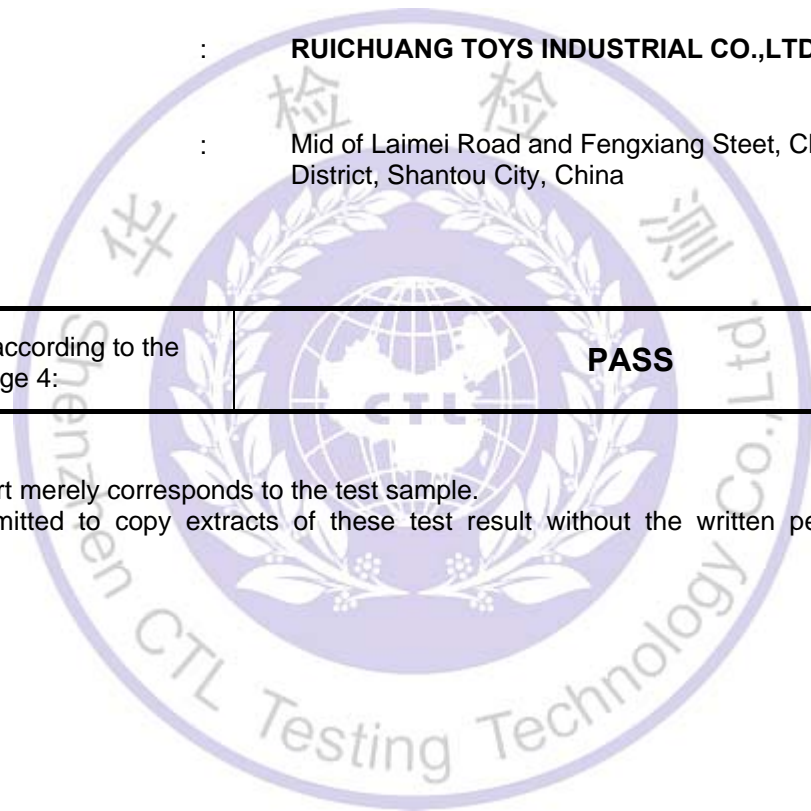 : RUICHUANG TOYS INDUSTRIAL CO.,LTD
: Mid of Laimei Road and Fengxiang Steet,
District, Shantou City, China
华 检 检 测
according to the
ge 4:
PASS
CTL
rt merely corresponds to the test sample.
mitted to copy extracts of these test result without the written pe
Shenzhen CTL Testing Technology Co., Ltd.